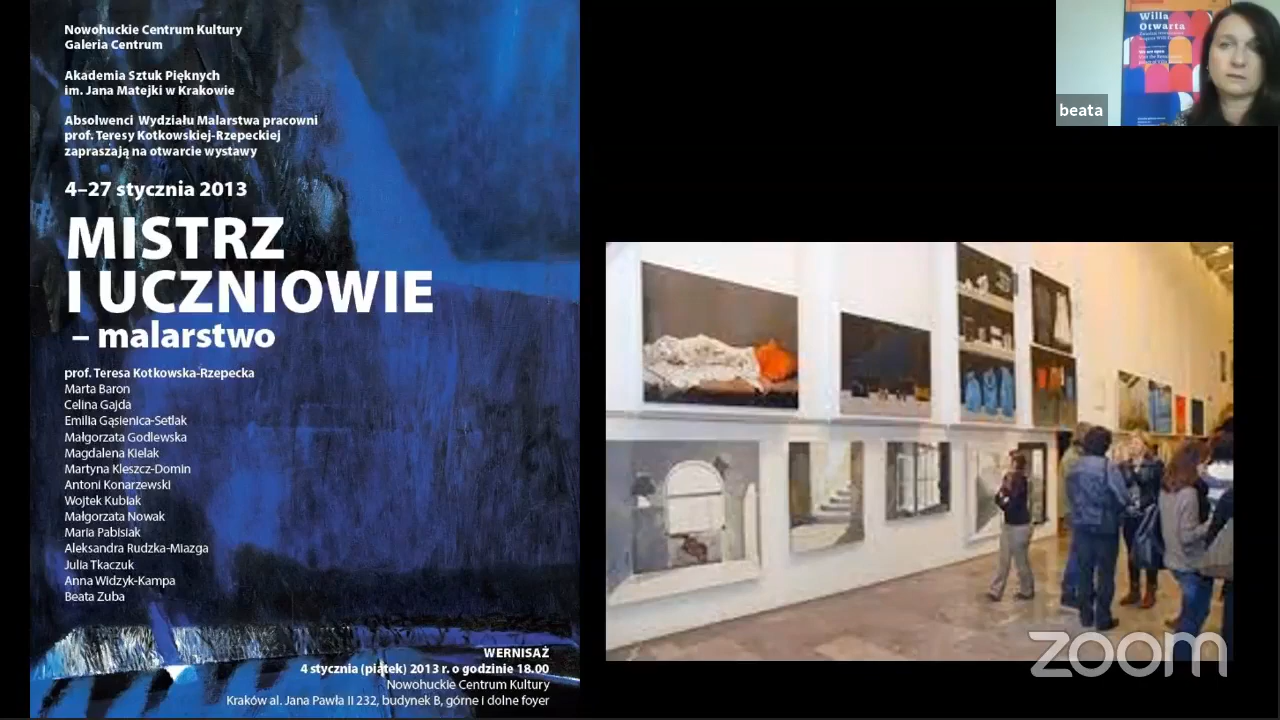 Nowohuckie Centrum Kultury
Galeria Centrum
Akademia Sztuk Pięknych
im. Jana Matejki w Krakowie
Absolwenci Wydziału Malarstwa pracowni
prof. Teresy Kotkowskiej-Rzepeckiej
zapraszają na otwarcie wystawy
4–27 stycznia 2013
MISTRZ
I UCZNIOWIE
– malarstwo
prof. Teresa Kotkowska-Rzepecka
Marta Baron
Celina Gajda
Emilia Gąsienica-Setlak
Małgorzata Godlewska
Magdalena Kielak
Martyna Kleszcz-Domin
Antoni Konarzewski
Wojtek Kubiak
Małgorzata Nowak
Maria Pabisiak
Aleksandra Rudzka-Miazga
Julia Tkaczuk
Anna Widzyk-Kampa
Beata Zuba
WERNISAŻ
4 stycznia (piątek) 2013 r. o godzinie 18.00
Nowohuckie Centrum Kultury
Kraków al. Jana Pawła II 232, budynek B, górne i dolne foyer
Willa
Otwarta
beata
zoom